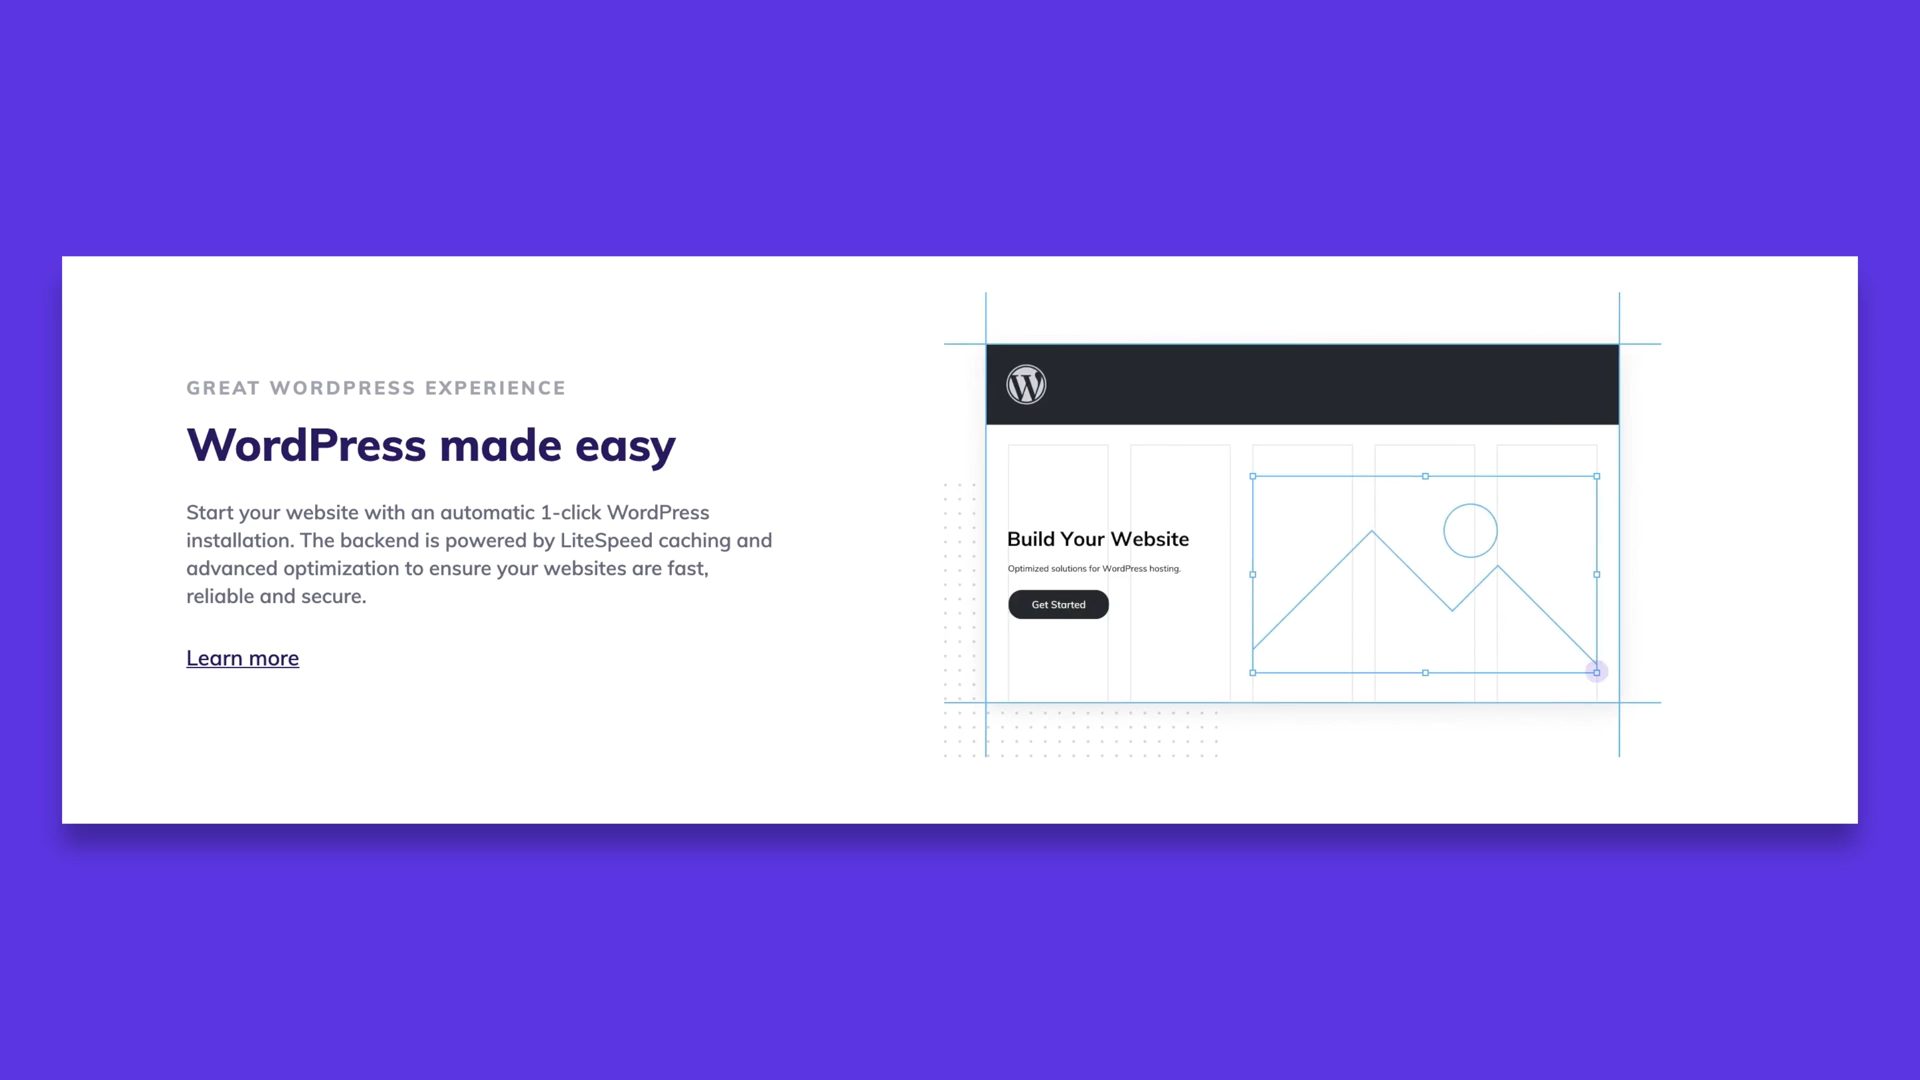 GREAT WORDPRESS EXPERIENCE
WordPress made easy
Start your website with an automatic 1-click WordPress
installation. The backend is powered by LiteSpeed caching and
advanced optimization to ensure your websites are fast,
reliable and secure.
Learn more
Build Your Website
Optimized solutions for WordPress hosting.
Get Started